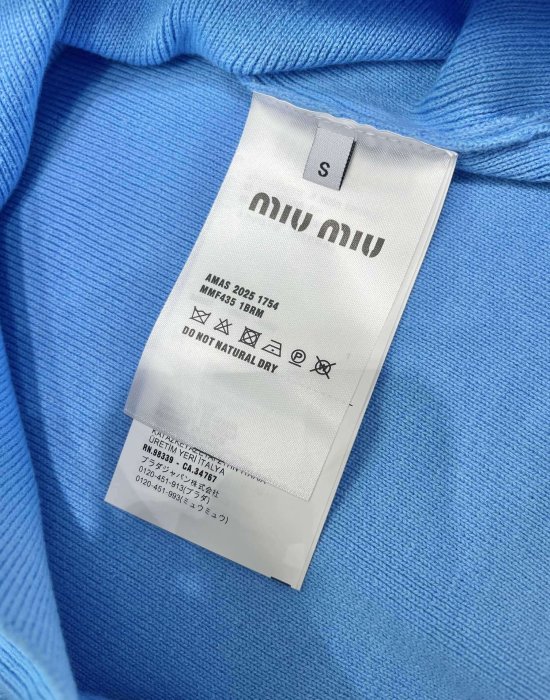 S
miu miu
AMAS 2025 1754
MMF435 1BRM
P
W
DO NOT NATURAL DRY
ÜRETİM YERİ İTALYA
RN.98339 - CA.34767
プラダジャパン株式会社
0120-451-913(プラダ)
0120-451-993(ミュウミュウ)